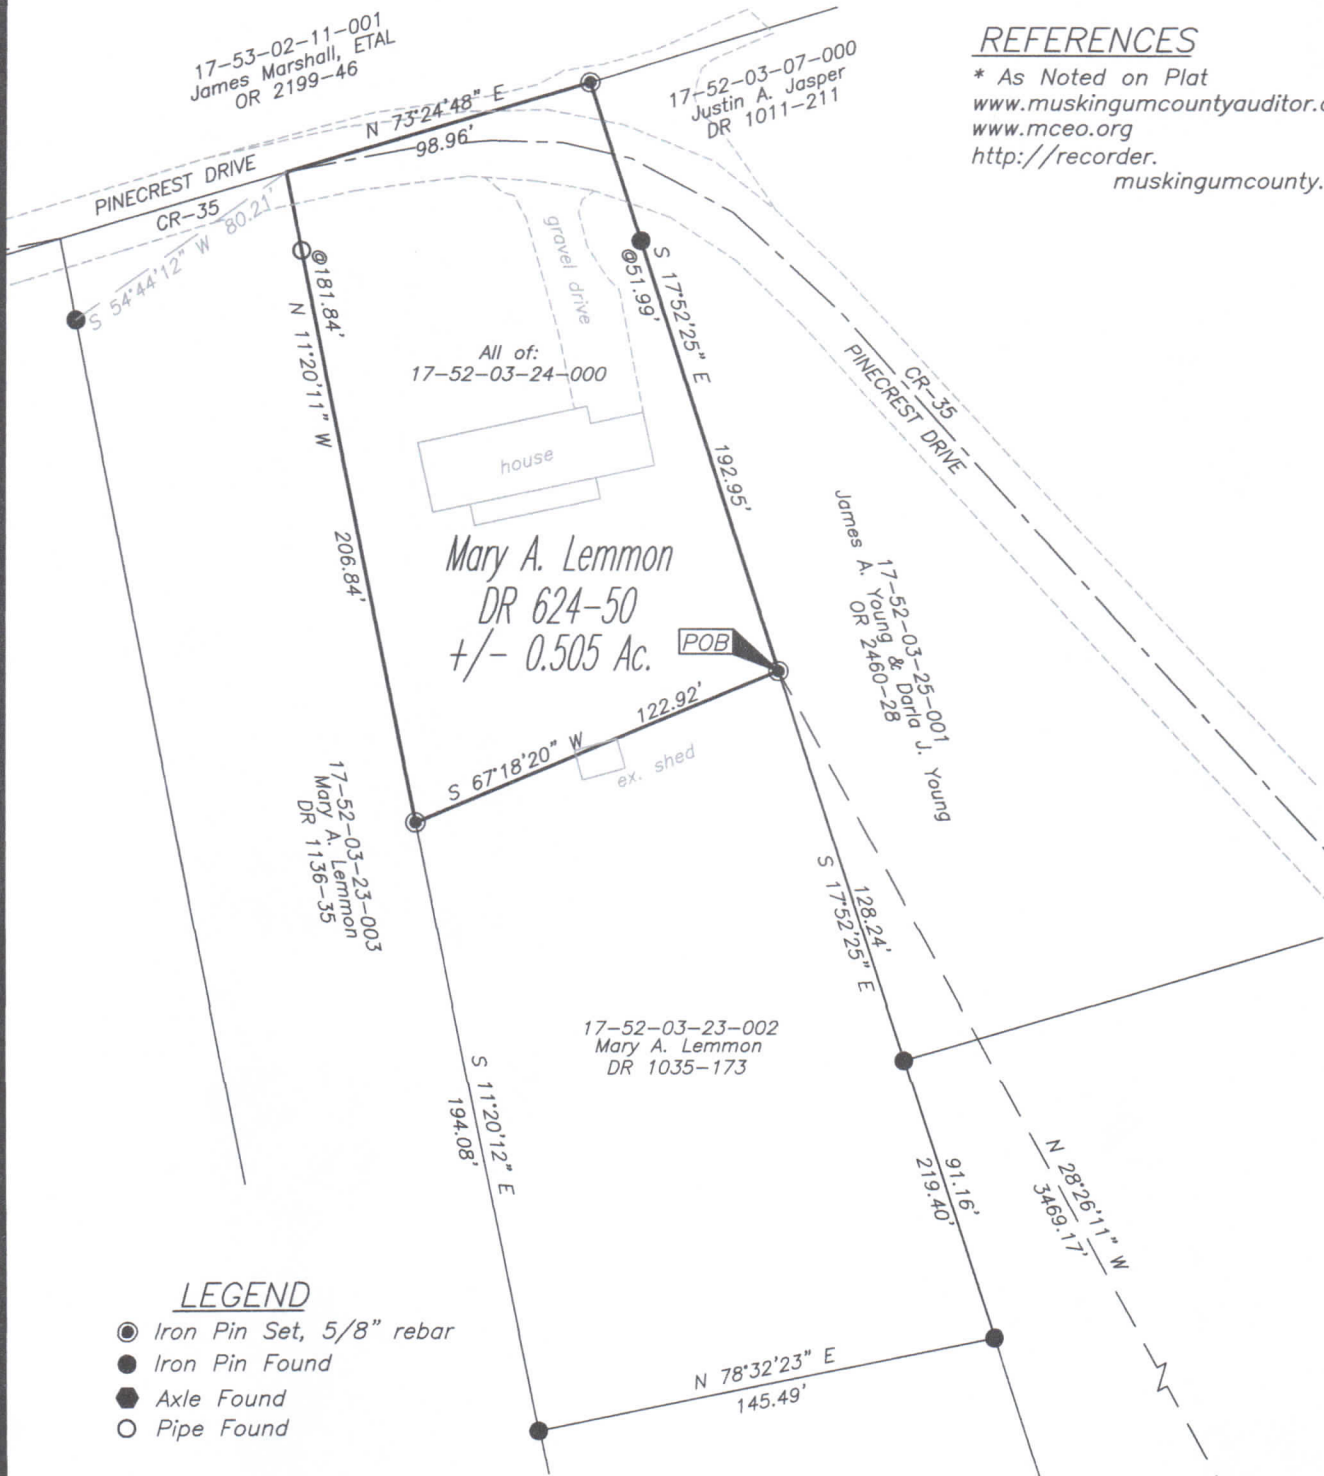 17-53-02-11-001
James Marshall, ETAL
OR 2199-46
REFERENCES
* As Noted on Plat
www.muskingumcountyauditor.
www.mceo.org
http://recorder.
muskingumcounty.
17-52-03-07-000
Justin A. Jasper
DR 1011-211
N 73°24'48" E
98.96'
PINECREST DRIVE
CR-35
S 54°44'12" W 80.21'
@181.84'
N 11°20'11" W
206.84'
gravel drive
@51.99'
S 17°52'25" E
192.95'
All of:
17-52-03-24-000
house
CR-35
PINECREST DRIVE
Mary A. Lemmon
DR 624-50
+/- 0.505 Ac.
POB
17-52-03-25-001
James A. Young & Darla J. Young
OR 2460-28
122.92'
S 67°18'20" W
ex. shed
17-52-03-23-003
Mary A. Lemmon
DR 1136-35
128.24'
S 17°52'25" E
17-52-03-23-002
Mary A. Lemmon
DR 1035-173
S 11°20'12" E
194.08'
91.16'
219.40'
N 28°26'11" W
3469.17'
N 78°32'23" E
145.49'
LEGEND
Iron Pin Set, 5/8" rebar
Iron Pin Found
Axle Found
Pipe Found